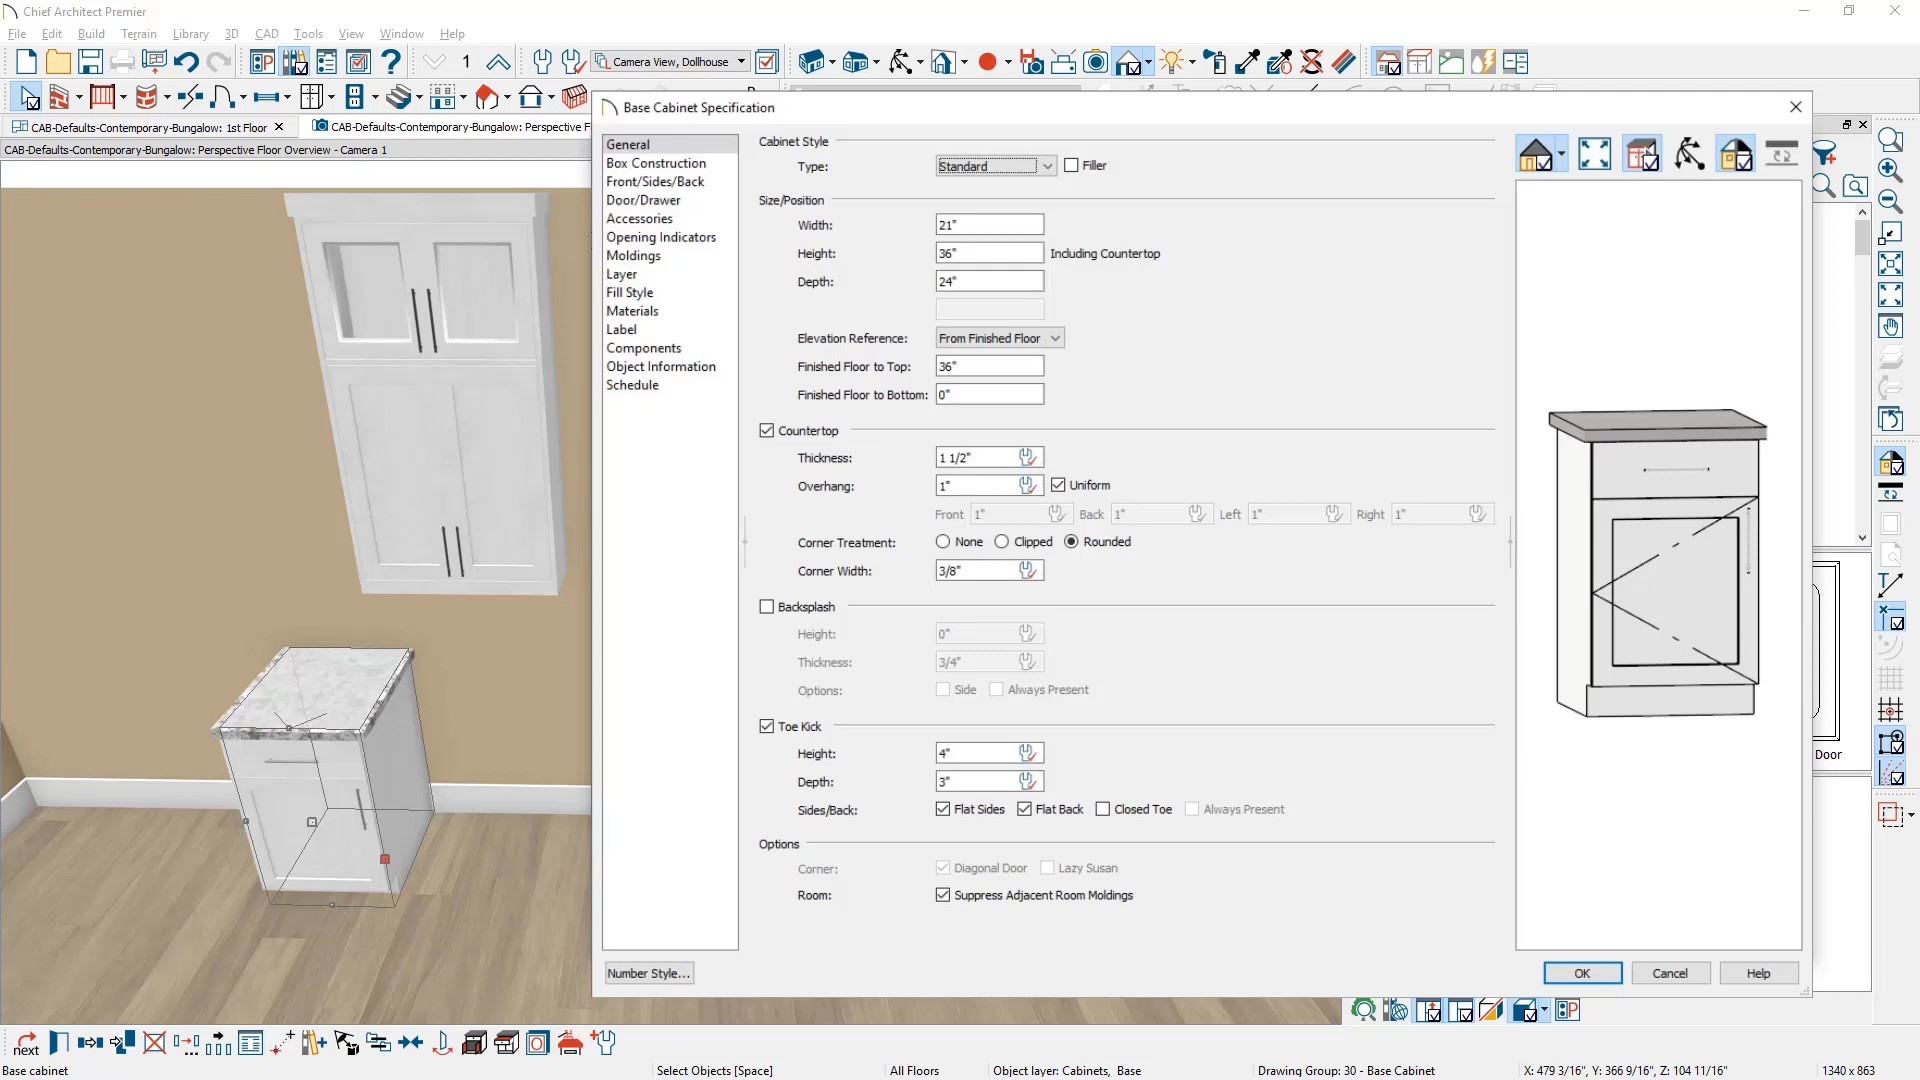 Chief Architect Premier
File Edit Build Terrain Library 3D CAD Tools View Window Help
1 Camera View, Dollhouse
CAB-Defaults-Contemporary-Bungalow: 1st Floor
CAB-Defaults-Contemporary-Bungalow: Perspective F
CAB-Defaults-Contemporary-Bungalow: Perspective Floor Overview - Camera 1
Base Cabinet Specification
General
Box Construction
Front/Sides/Back
Door/Drawer
Accessories
Opening Indicators
Moldings
Layer
Fill Style
Materials
Label
Components
Object Information
Schedule
Number Style...
Cabinet Style
Type: Standard Filler
Size/Position
Width: 21"
Height: 36" Including Countertop
Depth: 24"
Elevation Reference: From Finished Floor
Finished Floor to Top: 36"
Finished Floor to Bottom: 0"
Countertop
Thickness: 1 1/2"
Overhang: 1" Uniform
Front 1" Back 1" Left 1" Right 1"
Corner Treatment: None Clipped Rounded
Corner Width: 3/8"
Backsplash
Height: 0"
Thickness: 3/4"
Options: Side Always Present
Toe Kick
Height: 4"
Depth: 3"
Sides/Back: Flat Sides Flat Back Closed Toe Always Present
Options
Corner: Diagonal Door Lazy Susan
Room: Suppress Adjacent Room Moldings
OK Cancel Help
Door
next
Base cabinet Select Objects [Space] All Floors Object layer: Cabinets, Base Drawing Group: 30 - Base Cabinet X: 479 3/16", Y: 366 9/16", Z: 104 11/16" 1340 x 863